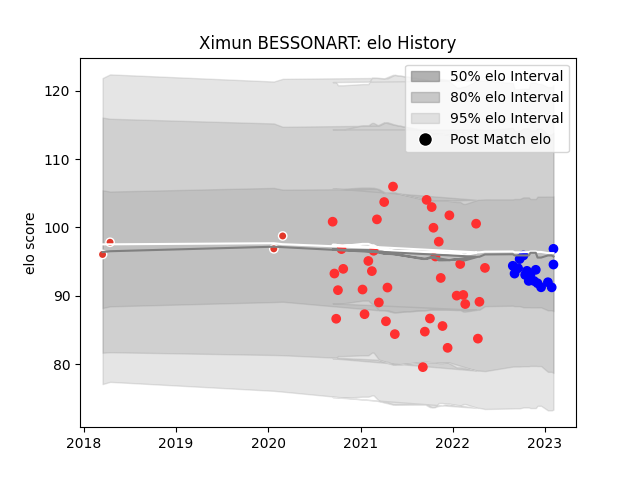 Ximun BESSONART: elo History
50% elo Interval
80% elo Interval
95% elo Interval
Post Match elo
elo score
120
110
100
90
80
2018 2019 2020 2021 2022 2023